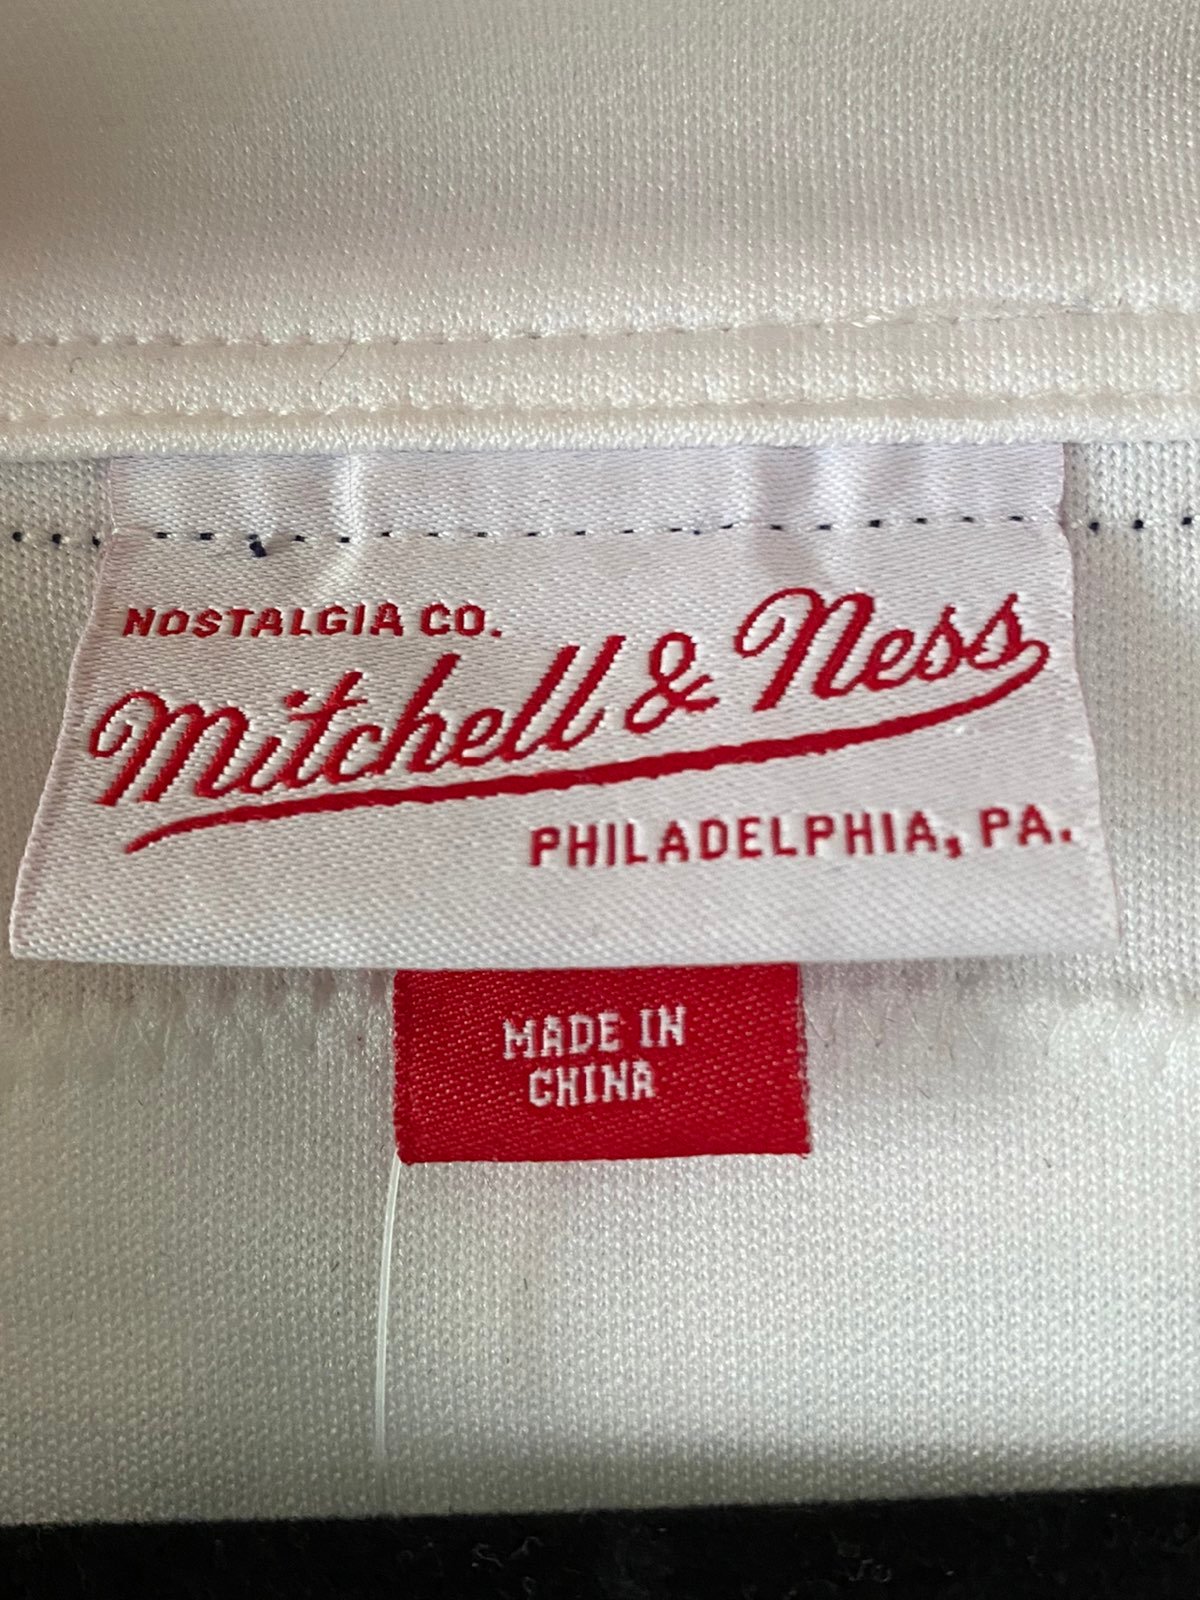 NOSTALGIA CO.
Mitchell & Ness
PHILADELPHIA, PA.
MADE IN
CHINA